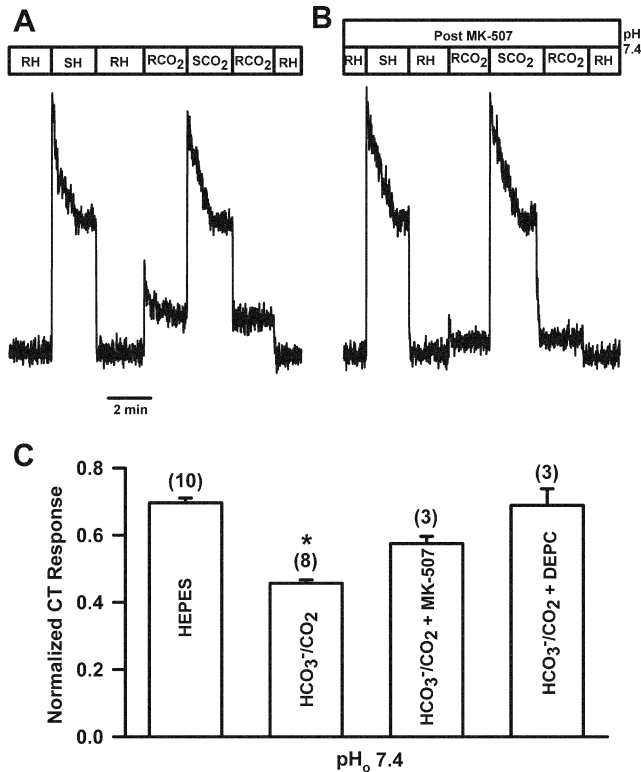 A
RH SH RH RCO₂ SCO₂ RCO₂ RH
2 min
B
Post MK-507
pH 7.4
RH SH RH RCO₂ SCO₂ RCO₂ RH
C
Normalized CT Response
0.8
0.6
0.4
0.2
0.0
(10)
HEPES
*
(8)
HCO₃⁻/CO₂
(3)
HCO₃⁻/CO₂ + MK-507
(3)
HCO₃⁻/CO₂ + DEPC
pHₒ 7.4